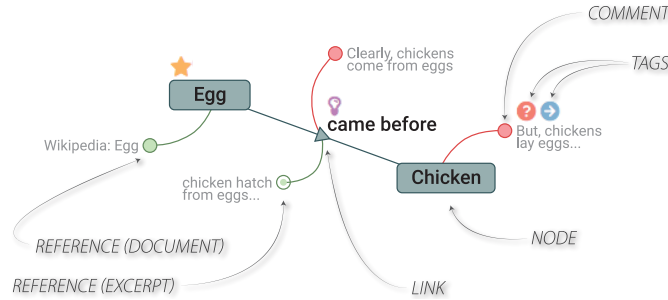 COMMENT
Clearly, chickens
come from eggs
TAGS
Egg
?
came before
But, chickens
lay eggs...
Wikipedia: Egg
chicken hatch
from eggs...
Chicken
REFERENCE (DOCUMENT)
NODE
REFERENCE (EXCERPT)
LINK